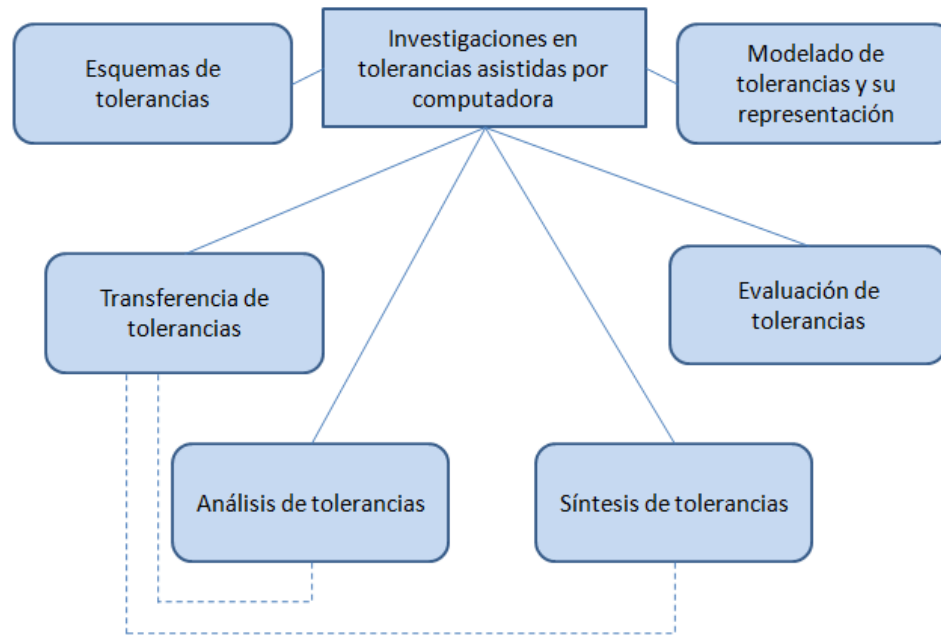 Esquemas de
tolerancias
Investigaciones en
tolerancias asistidas por
computadora
Modelado de
tolerancias y su
representación
Transferencia de
tolerancias
Evaluación de
tolerancias
Análisis de tolerancias
Síntesis de tolerancias